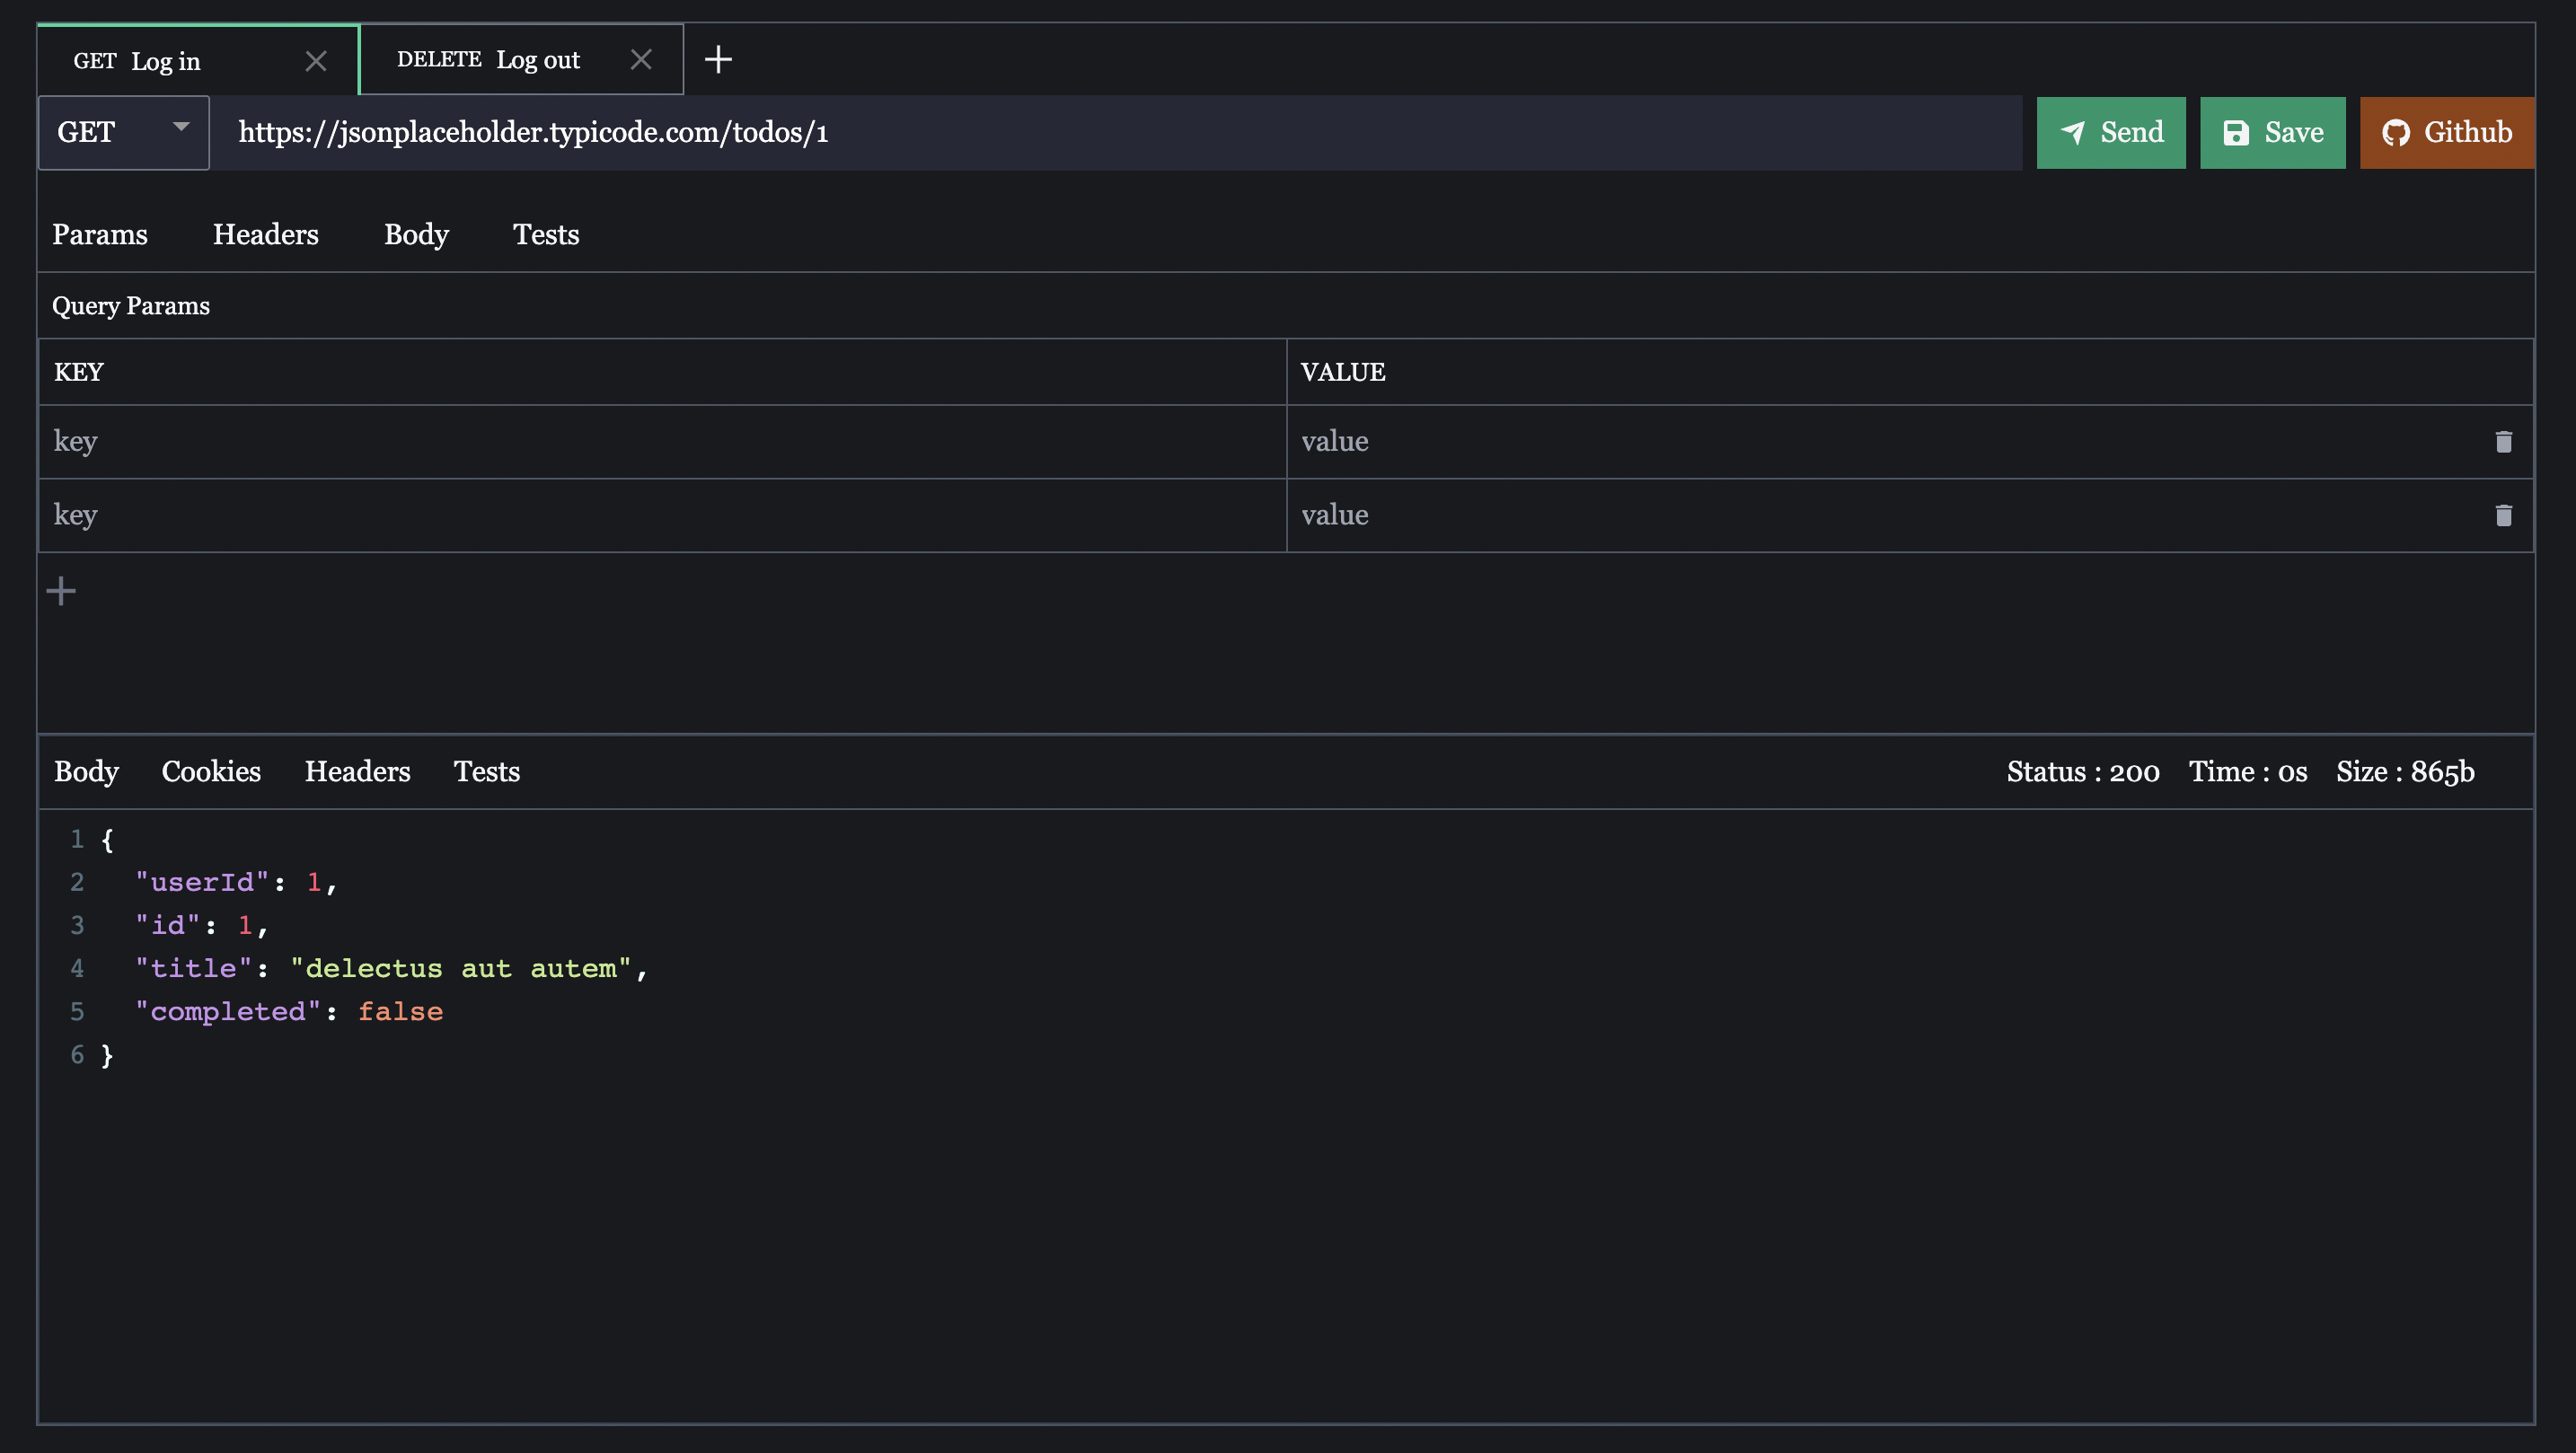 GET Log in DELETE Log out
GET https://jsonplaceholder.typicode.com/todos/1 Send Save Github
Params Headers Body Tests
Query Params
KEY VALUE
key value
key value
Body Cookies Headers Tests Status : 200 Time : 0s Size : 865b
1 {
2   "userId": 1,
3   "id": 1,
4   "title": "delectus aut autem",
5   "completed": false
6 }